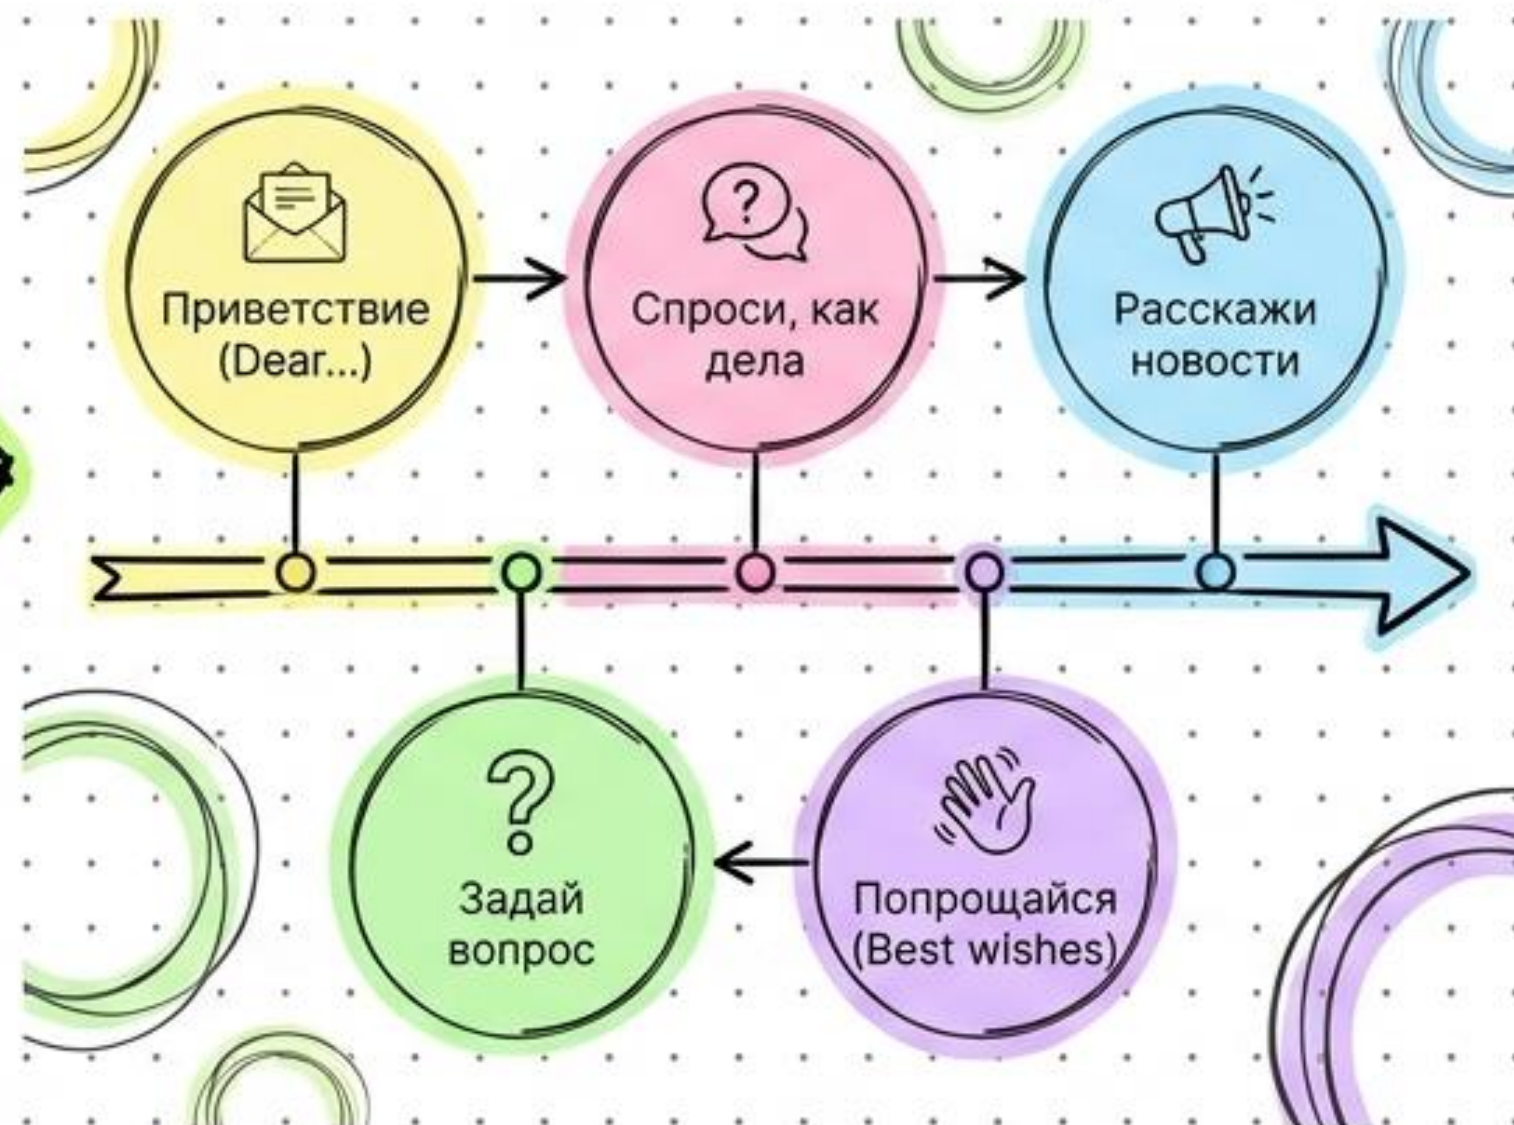 Приветствие
(Dear...)
Спроси, как
дела
Расскажи
новости
Задай
вопрос
Попрощайся
(Best wishes)